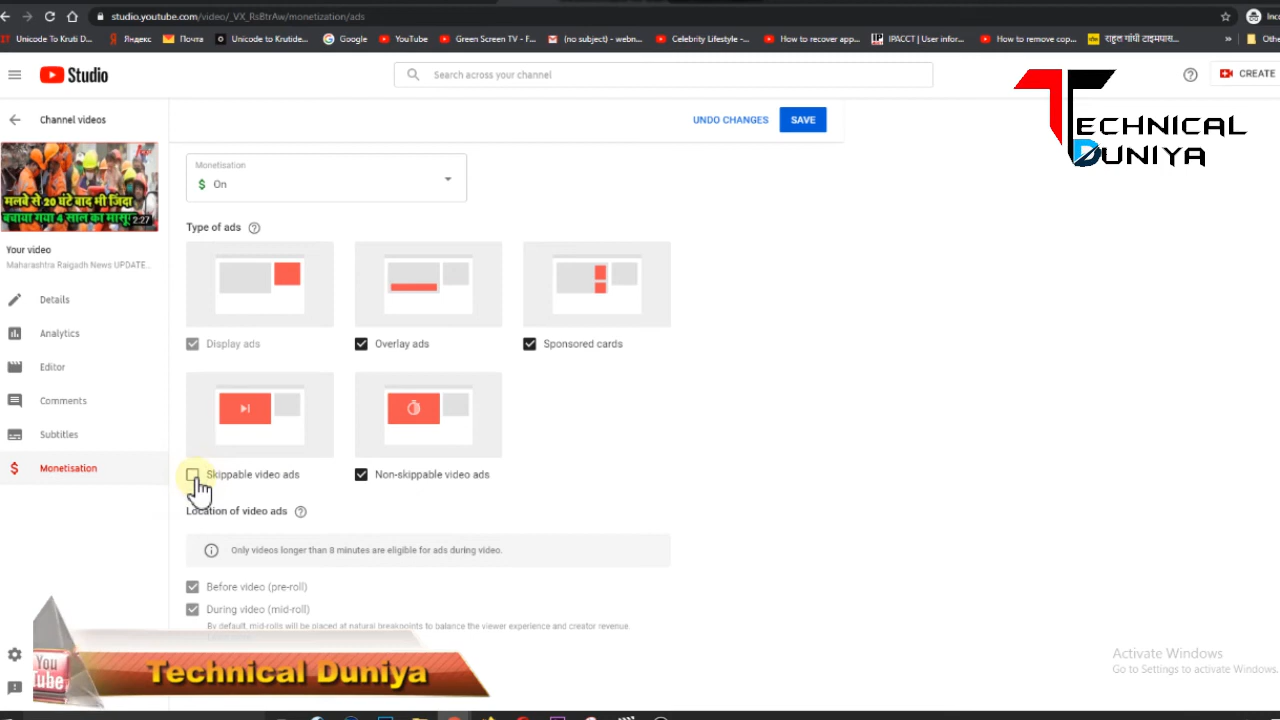 studio.youtube.com/video/_VX_RsBtrAw/monetization/ads
Unicode To Kruti D...
Яндекс
Почта
Unicode to Krutide...
Google
YouTube
Green Screen TV - F...
(no subject) - webn...
Celebrity Lifestyle -...
How to recover app...
IPACCT | User infor...
How to remove cop...
राहुल गांधी टाइमपास...
»
Studio
Search across your channel
CREATE
TECHNICAL
DUNIYA
Channel videos
UNDO CHANGES
SAVE
मलबे से 20 घंटे बाद भी जिंदा
बचाया गया 4 साल का मासूम
2:27
Monetisation
$ On
Type of ads
Your video
Maharashtra Raigadh News UPDATE...
Details
Analytics
Editor
Comments
Subtitles
$ Monetisation
Display ads
Overlay ads
Sponsored cards
Skippable video ads
Non-skippable video ads
Location of video ads
Only videos longer than 8 minutes are eligible for ads during video.
Before video (pre-roll)
During video (mid-roll)
By default, mid-rolls will be placed at natural breakpoints to balance the viewer experience and creator revenue.
You
Tube
Technical Duniya
Activate Windows
Go to Settings to activate Windows.